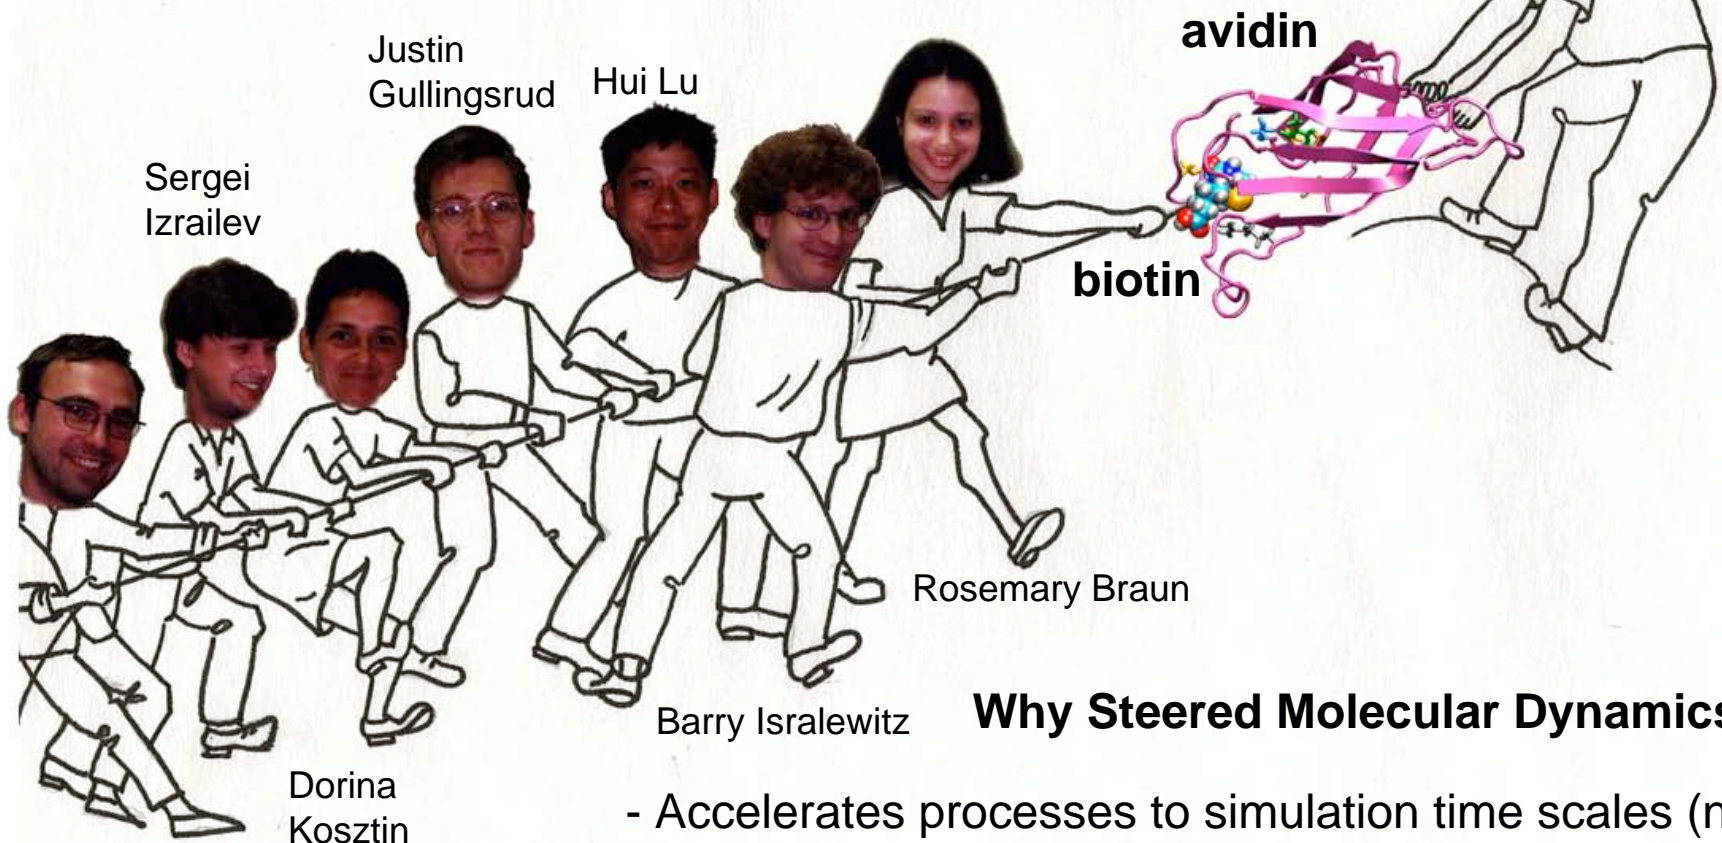 avidin
Justin
Gullingsrud
Hui Lu
Sergei
Izrailev
biotin
Rosemary Braun
Barry Isralewitz
Why Steered Molecular Dynamics
Dorina
Kosztin
- Accelerates processes to simulation time scales (n